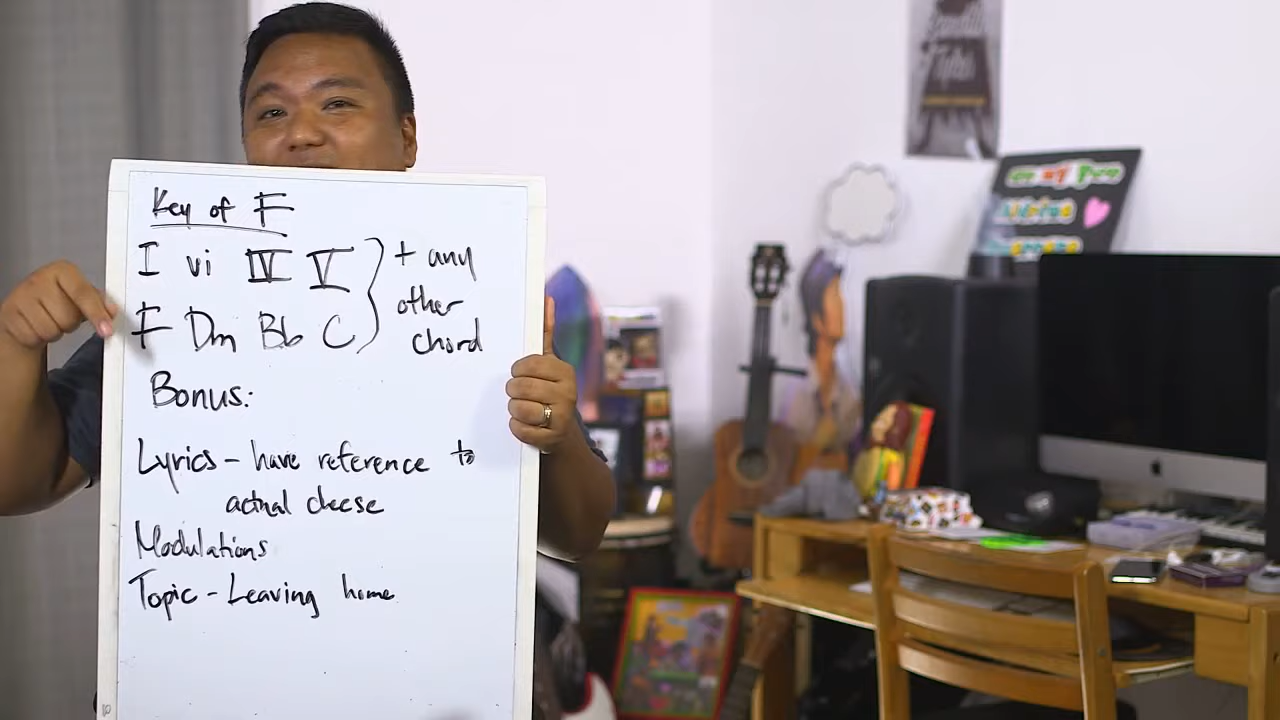 Key of F
I vi IV V } + any
other
F Dm Bb C chord
Bonus:
Lyrics - have reference to
actual cheese
Modulations
Topic - Leaving home